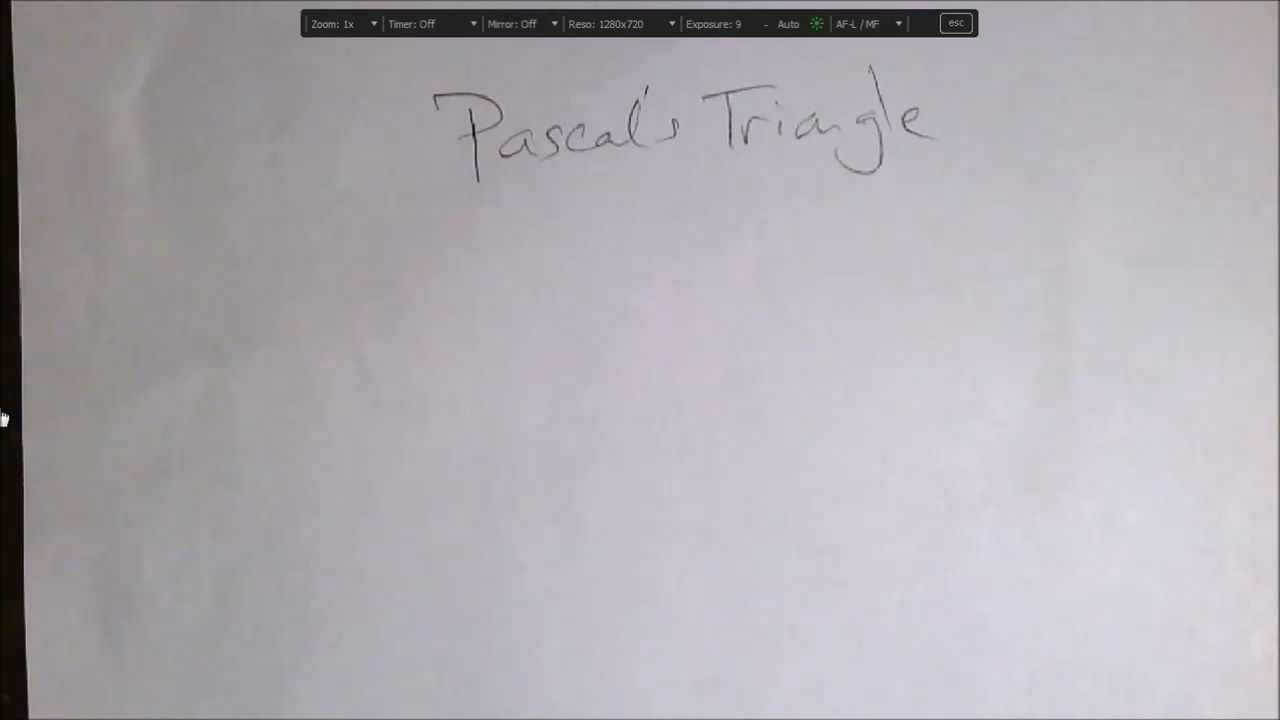 Zoom: 1x Timer: Off Mirror: Off Reso: 1280x720 Exposure: 9 - Auto AF-L / MF esc
Pascal's Triangle